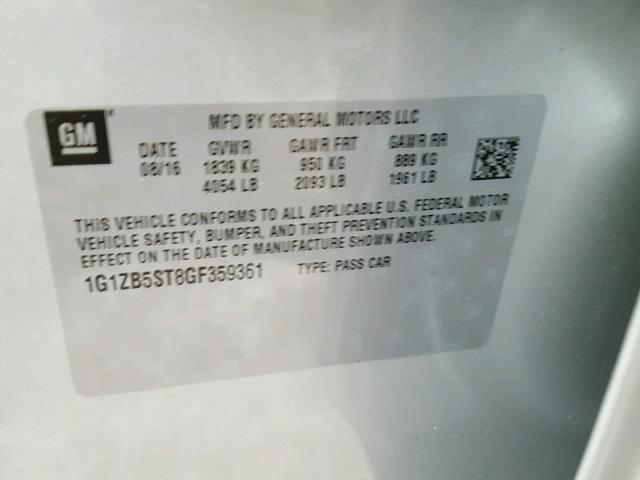 GM
MFD BY GENERAL MOTORS LLC
DATE GVWR GAWR FRT GAWR RR
08/16 1839 KG 950 KG 889 KG
4054 LB 2093 LB 1961 LB
THIS VEHICLE CONFORMS TO ALL APPLICABLE U.S. FEDERAL MOTOR
VEHICLE SAFETY, BUMPER, AND THEFT PREVENTION STANDARDS IN
EFFECT ON THE DATE OF MANUFACTURE SHOWN ABOVE.
1G1ZB5ST8GF359361 TYPE: PASS CAR